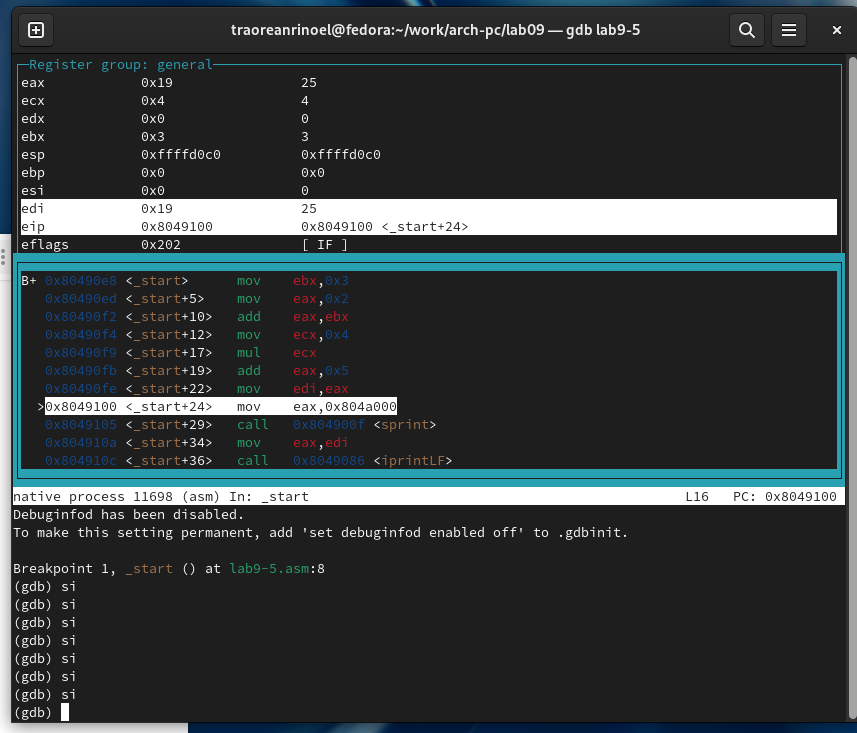 traoreanrinoel@fedora:~/work/arch-pc/lab09 — gdb lab9-5
Register group: general
eax 0x19 25
ecx 0x4 4
edx 0x0 0
ebx 0x3 3
esp 0xffffd0c0 0xffffd0c0
ebp 0x0 0x0
esi 0x0 0
edi 0x19 25
eip 0x8049100 0x8049100 <_start+24>
eflags 0x202 [ IF ]
B+ 0x80490e8 <_start> mov ebx,0x3
0x80490ed <_start+5> mov eax,0x2
0x80490f2 <_start+10> add eax,ebx
0x80490f4 <_start+12> mov ecx,0x4
0x80490f9 <_start+17> mul ecx
0x80490fb <_start+19> add eax,0x5
0x80490fe <_start+22> mov edi,eax
>0x8049100 <_start+24> mov eax,0x804a000
0x8049105 <_start+29> call 0x804900f <sprint>
0x804910a <_start+34> mov eax,edi
0x804910c <_start+36> call 0x8049086 <iprintLF>
native process 11698 (asm) In: _start L16 PC: 0x8049100
Debuginfod has been disabled.
To make this setting permanent, add 'set debuginfod enabled off' to .gdbinit.
Breakpoint 1, _start () at lab9-5.asm:8
(gdb) si
(gdb) si
(gdb) si
(gdb) si
(gdb) si
(gdb) si
(gdb) si
(gdb)